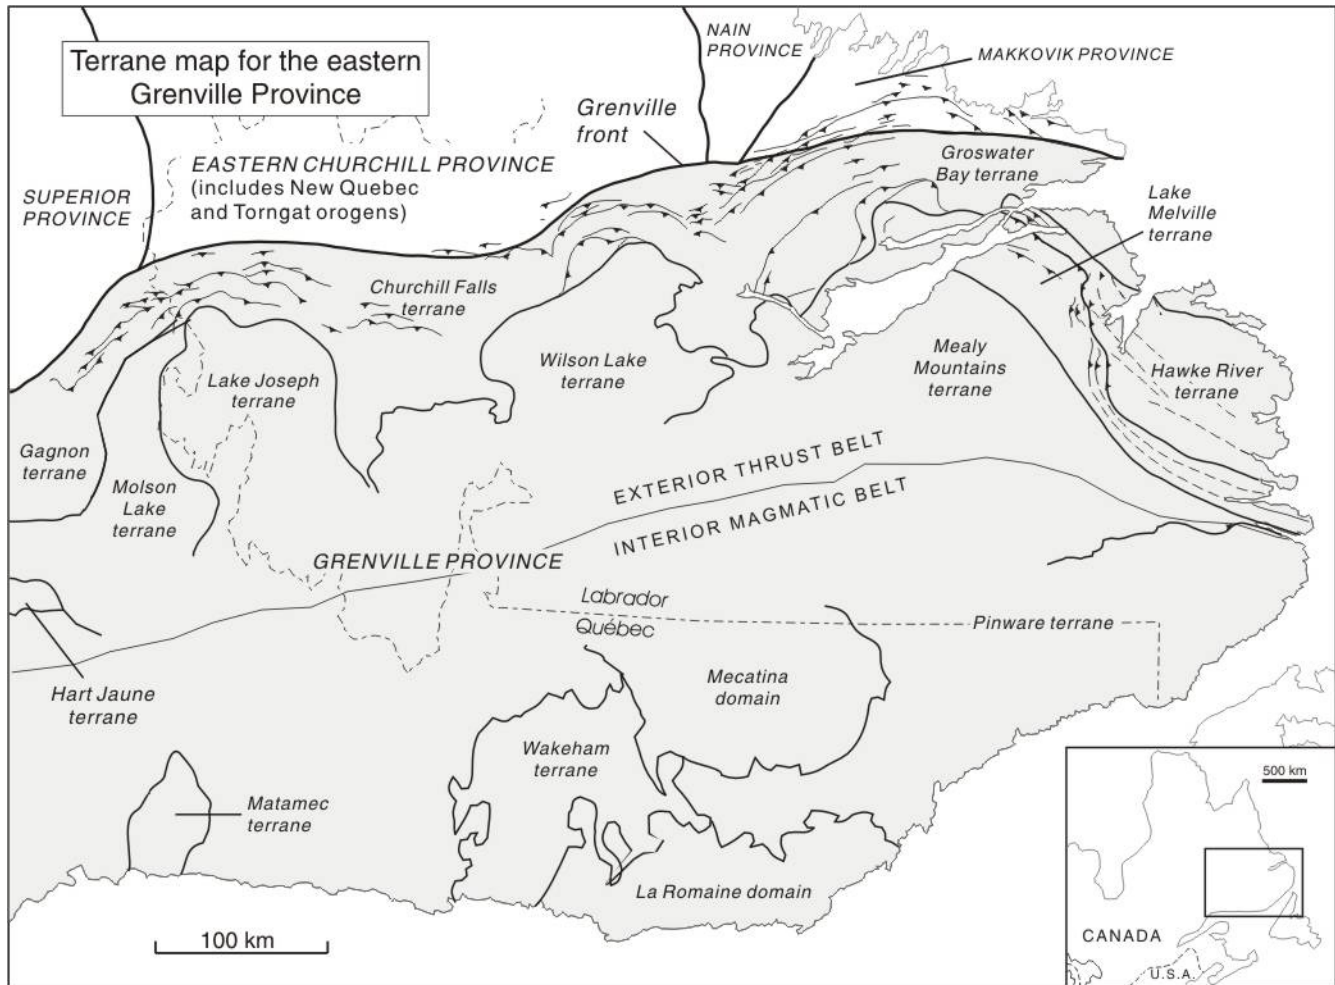 Terrane map for the eastern
Grenville Province
NAIN
PROVINCE
MAKKOVIK PROVINCE
Grenville
front
EASTERN CHURCHILL PROVINCE
(includes New Quebec
and Torngat orogens)
SUPERIOR
PROVINCE
Groswater
Bay terrane
Lake
Melville
terrane
Churchill Falls
terrane
Wilson Lake
terrane
Mealy
Mountains
terrane
Hawke River
terrane
Lake Joseph
terrane
Gagnon
terrane
Molson
Lake
terrane
EXTERIOR THRUST BELT
INTERIOR MAGMATIC BELT
GRENVILLE PROVINCE
Labrador
Québec
Pinware terrane
Hart Jaune
terrane
Mecatina
domain
Wakeham
terrane
Matamec
terrane
La Romaine domain
100 km
500 km
CANADA
U.S.A.